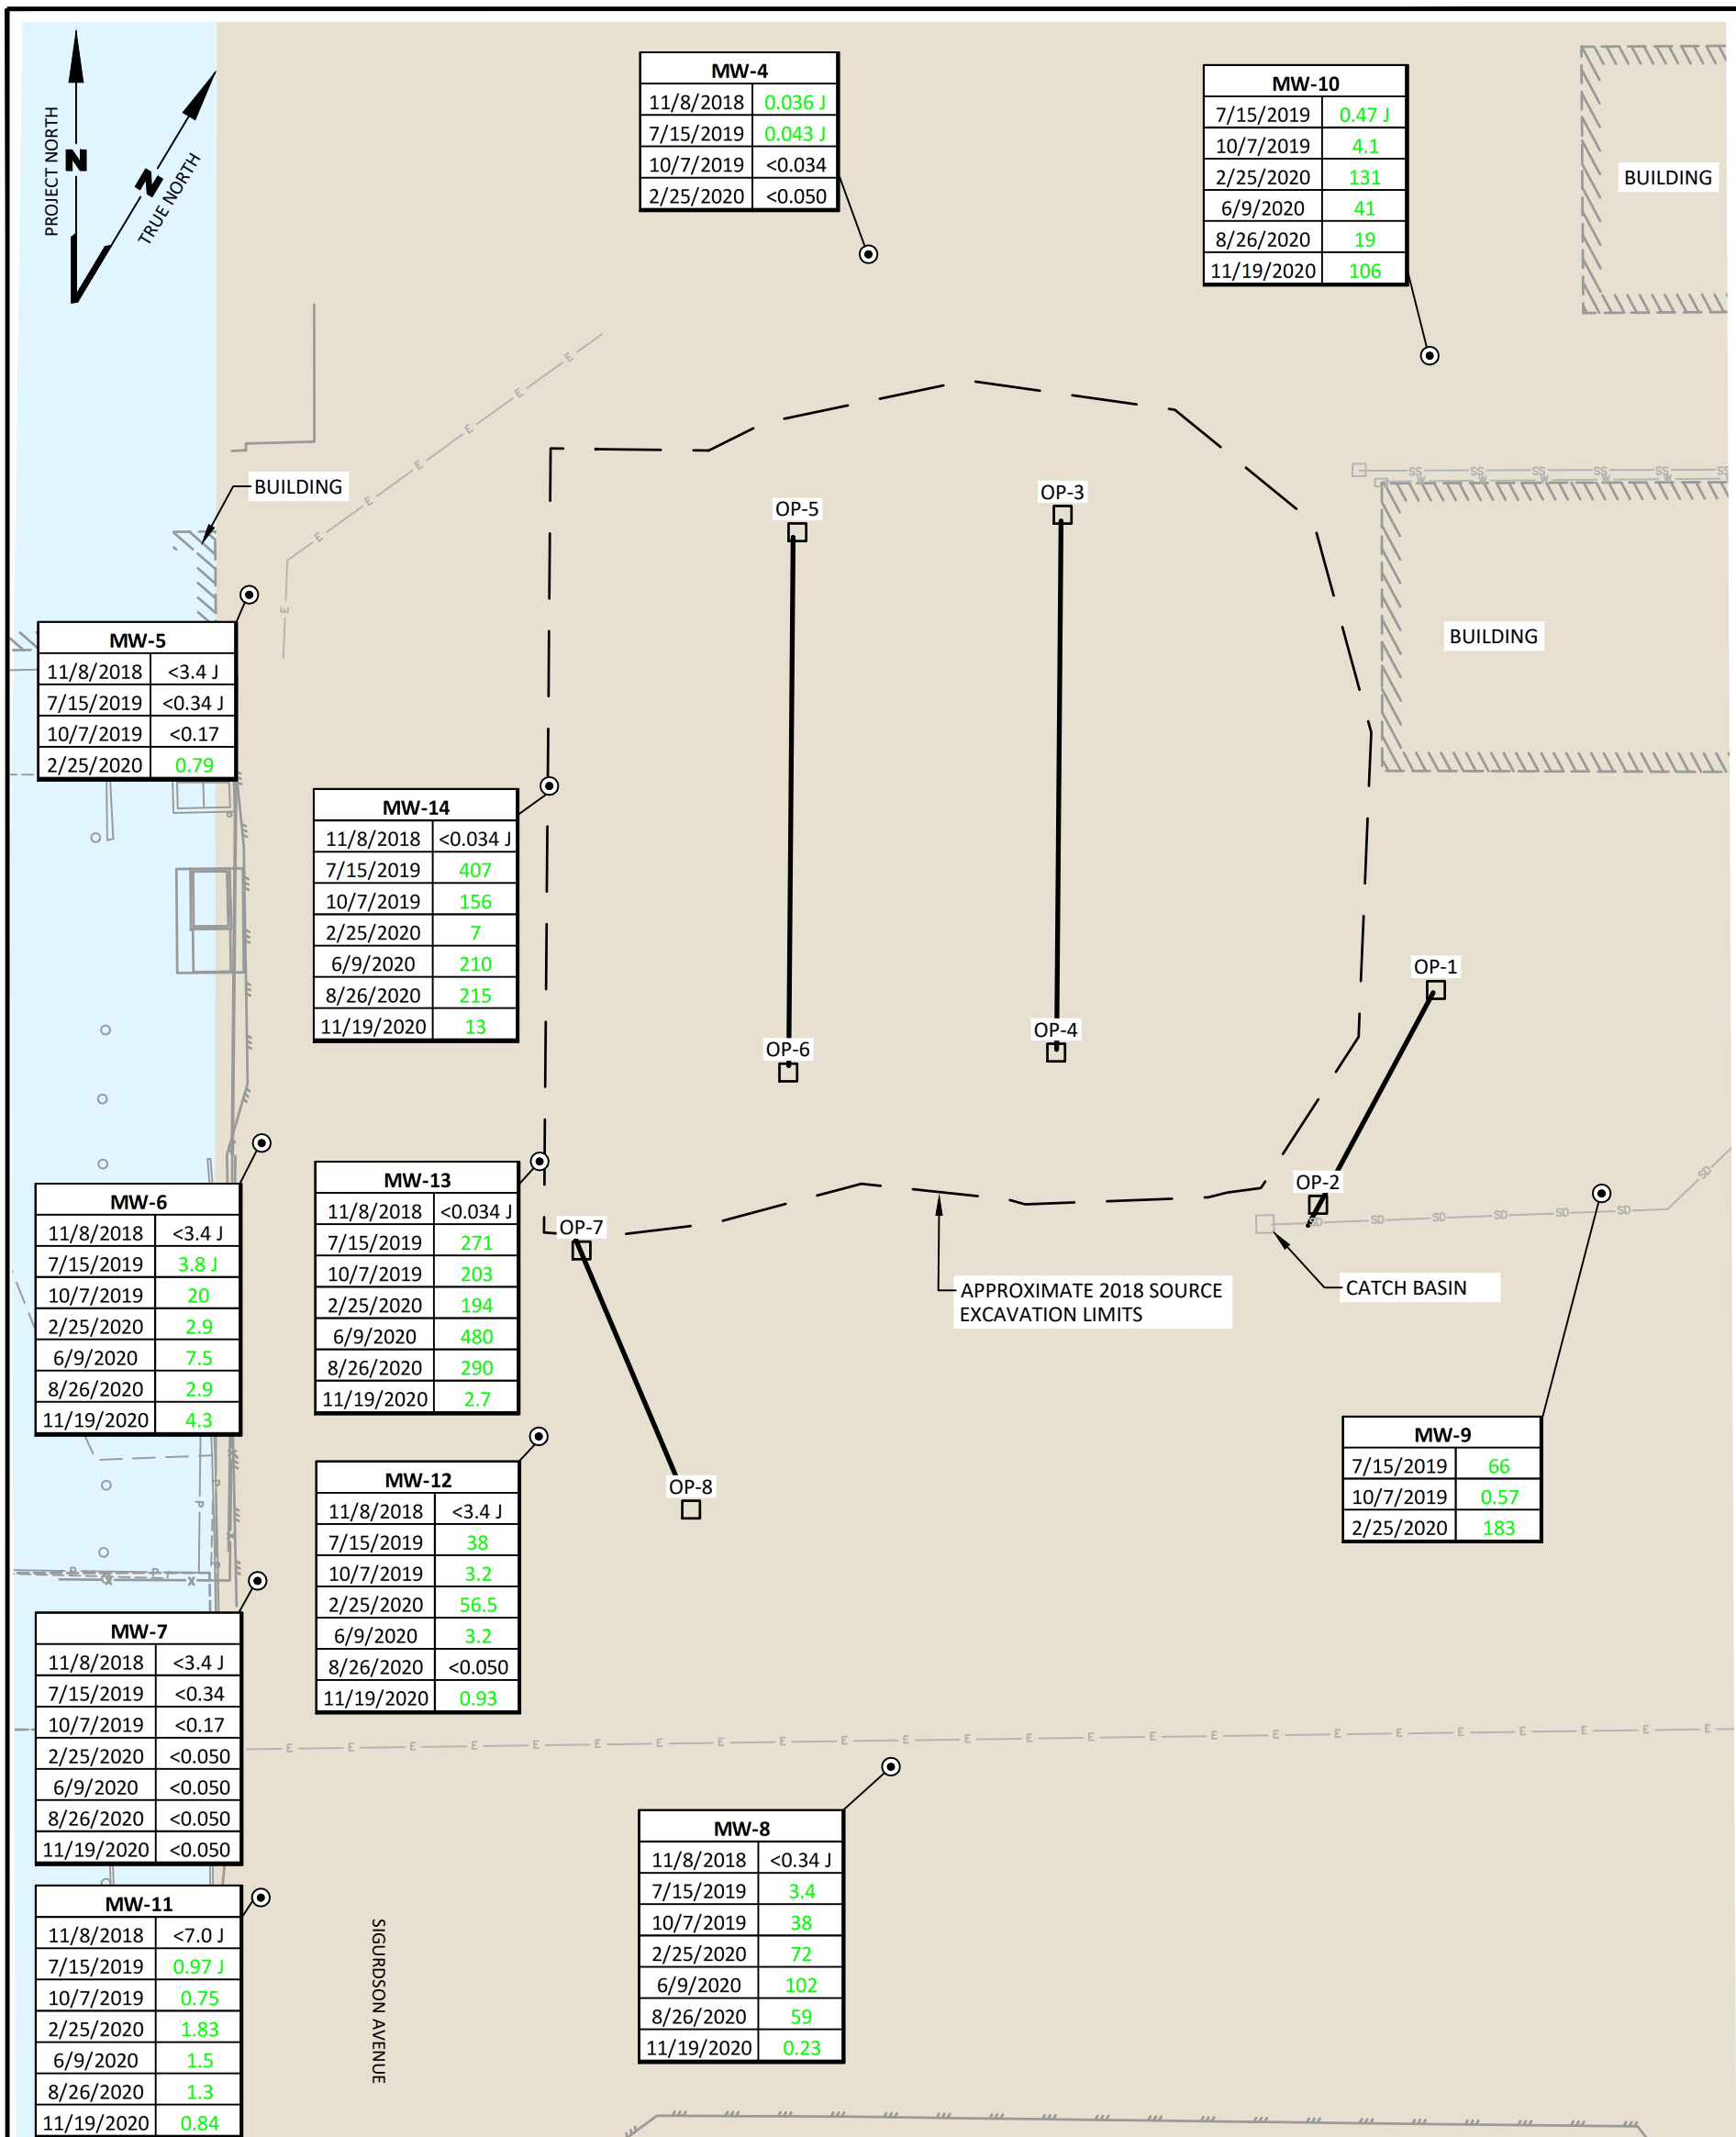 PROJECT NORTH
N
TRUE NORTH
N
MW-4
11/8/2018 0.036 J
7/15/2019 0.043 J
10/7/2019 <0.034
2/25/2020 <0.050
MW-10
7/15/2019 0.47 J
10/7/2019 4.1
2/25/2020 131
6/9/2020 41
8/26/2020 19
11/19/2020 106
BUILDING
E E E E E E
BUILDING
OP-5
OP-3
SS SS SS SS SS SS
W W W W W
BUILDING
MW-5
11/8/2018 <3.4 J
7/15/2019 <0.34 J
10/7/2019 <0.17
2/25/2020 0.79
MW-14
11/8/2018 <0.034 J
7/15/2019 407
10/7/2019 156
2/25/2020 7
6/9/2020 210
8/26/2020 215
11/19/2020 13
OP-1
OP-6
OP-4
MW-6
11/8/2018 <3.4 J
7/15/2019 3.8 J
10/7/2019 20
2/25/2020 2.9
6/9/2020 7.5
8/26/2020 2.9
11/19/2020 4.3
MW-13
11/8/2018 <0.034 J
7/15/2019 271
10/7/2019 203
2/25/2020 194
6/9/2020 480
8/26/2020 290
11/19/2020 2.7
OP-7
OP-2
SD SD SD SD SD SD SD
APPROXIMATE 2018 SOURCE
EXCAVATION LIMITS
CATCH BASIN
MW-12
11/8/2018 <3.4 J
7/15/2019 38
10/7/2019 3.2
2/25/2020 56.5
6/9/2020 3.2
8/26/2020 <0.050
11/19/2020 0.93
OP-8
MW-9
7/15/2019 66
10/7/2019 0.57
2/25/2020 183
P P
MW-7
11/8/2018 <3.4 J
7/15/2019 <0.34
10/7/2019 <0.17
2/25/2020 <0.050
6/9/2020 <0.050
8/26/2020 <0.050
11/19/2020 <0.050
E E E E E E E E E E E E E E E E E E E E E E E E
MW-11
11/8/2018 <7.0 J
7/15/2019 0.97 J
10/7/2019 0.75
2/25/2020 1.83
6/9/2020 1.5
8/26/2020 1.3
11/19/2020 0.84
SIGURDSON AVENUE
MW-8
11/8/2018 <0.34 J
7/15/2019 3.4
10/7/2019 38
2/25/2020 72
6/9/2020 102
8/26/2020 59
11/19/2020 0.23